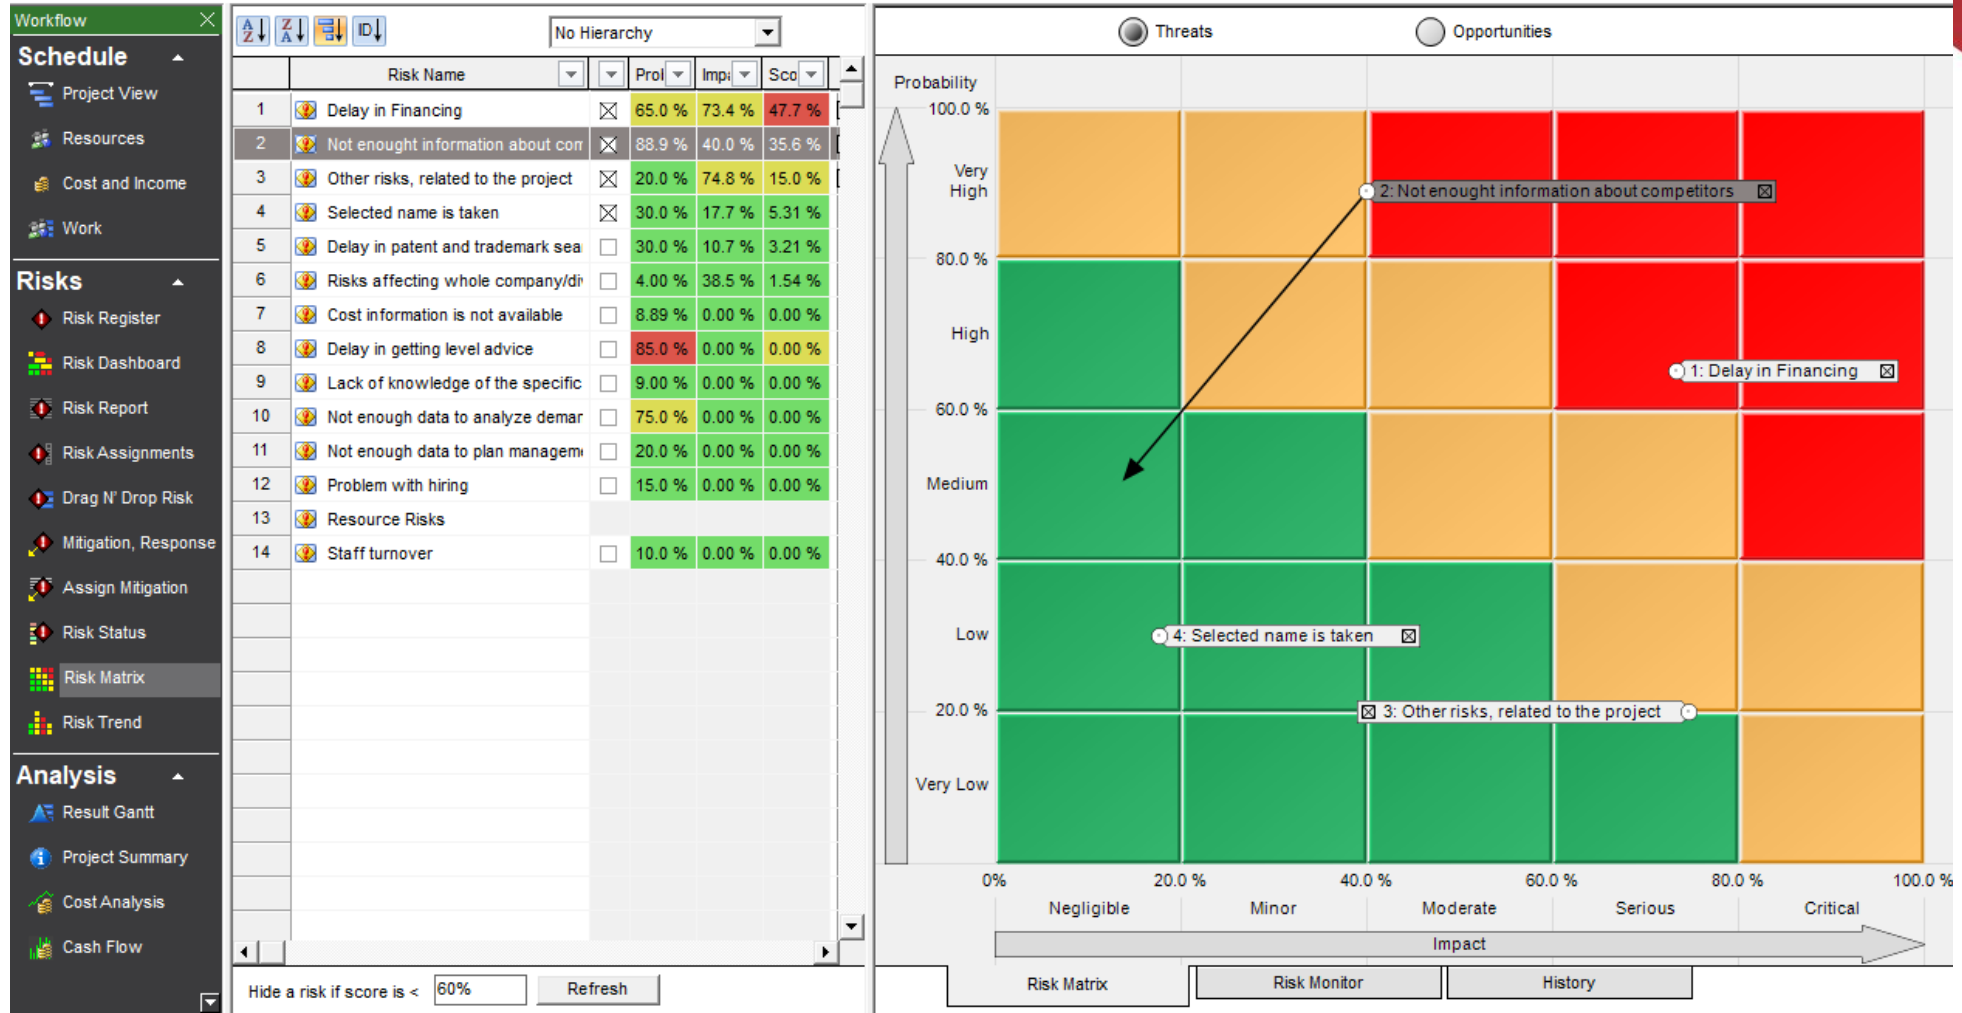 Workflow
Schedule
Project View
Resources
Cost and Income
Work
Risks
Risk Register
Risk Dashboard
Risk Report
Risk Assignments
Drag N' Drop Risk
Mitigation, Response
Assign Mitigation
Risk Status
Risk Matrix
Risk Trend
Analysis
Result Gantt
Project Summary
Cost Analysis
Cash Flow
A Z Z A ID No Hierarchy
Risk Name Prol Impa Sco
1 Delay in Financing 65.0 % 73.4 % 47.7 %
2 Not enought information about com 88.9 % 40.0 % 35.6 %
3 Other risks, related to the project 20.0 % 74.8 % 15.0 %
4 Selected name is taken 30.0 % 17.7 % 5.31 %
5 Delay in patent and trademark sea 30.0 % 10.7 % 3.21 %
6 Risks affecting whole company/div 4.00 % 38.5 % 1.54 %
7 Cost information is not available 8.89 % 0.00 % 0.00 %
8 Delay in getting level advice 85.0 % 0.00 % 0.00 %
9 Lack of knowledge of the specific 9.00 % 0.00 % 0.00 %
10 Not enough data to analyze demar 75.0 % 0.00 % 0.00 %
11 Not enough data to plan managem 20.0 % 0.00 % 0.00 %
12 Problem with hiring 15.0 % 0.00 % 0.00 %
13 Resource Risks
14 Staff turnover 10.0 % 0.00 % 0.00 %
Hide a risk if score is < 60% Refresh
Threats Opportunities
Probability
100.0 %
Very
High
2: Not enought information about competitors
80.0 %
High
1: Delay in Financing
60.0 %
Medium
40.0 %
Low
4: Selected name is taken
20.0 %
3: Other risks, related to the project
Very Low
0% 20.0 % 40.0 % 60.0 % 80.0 % 100.0 %
Negligible Minor Moderate Serious Critical
Impact
Risk Matrix Risk Monitor History